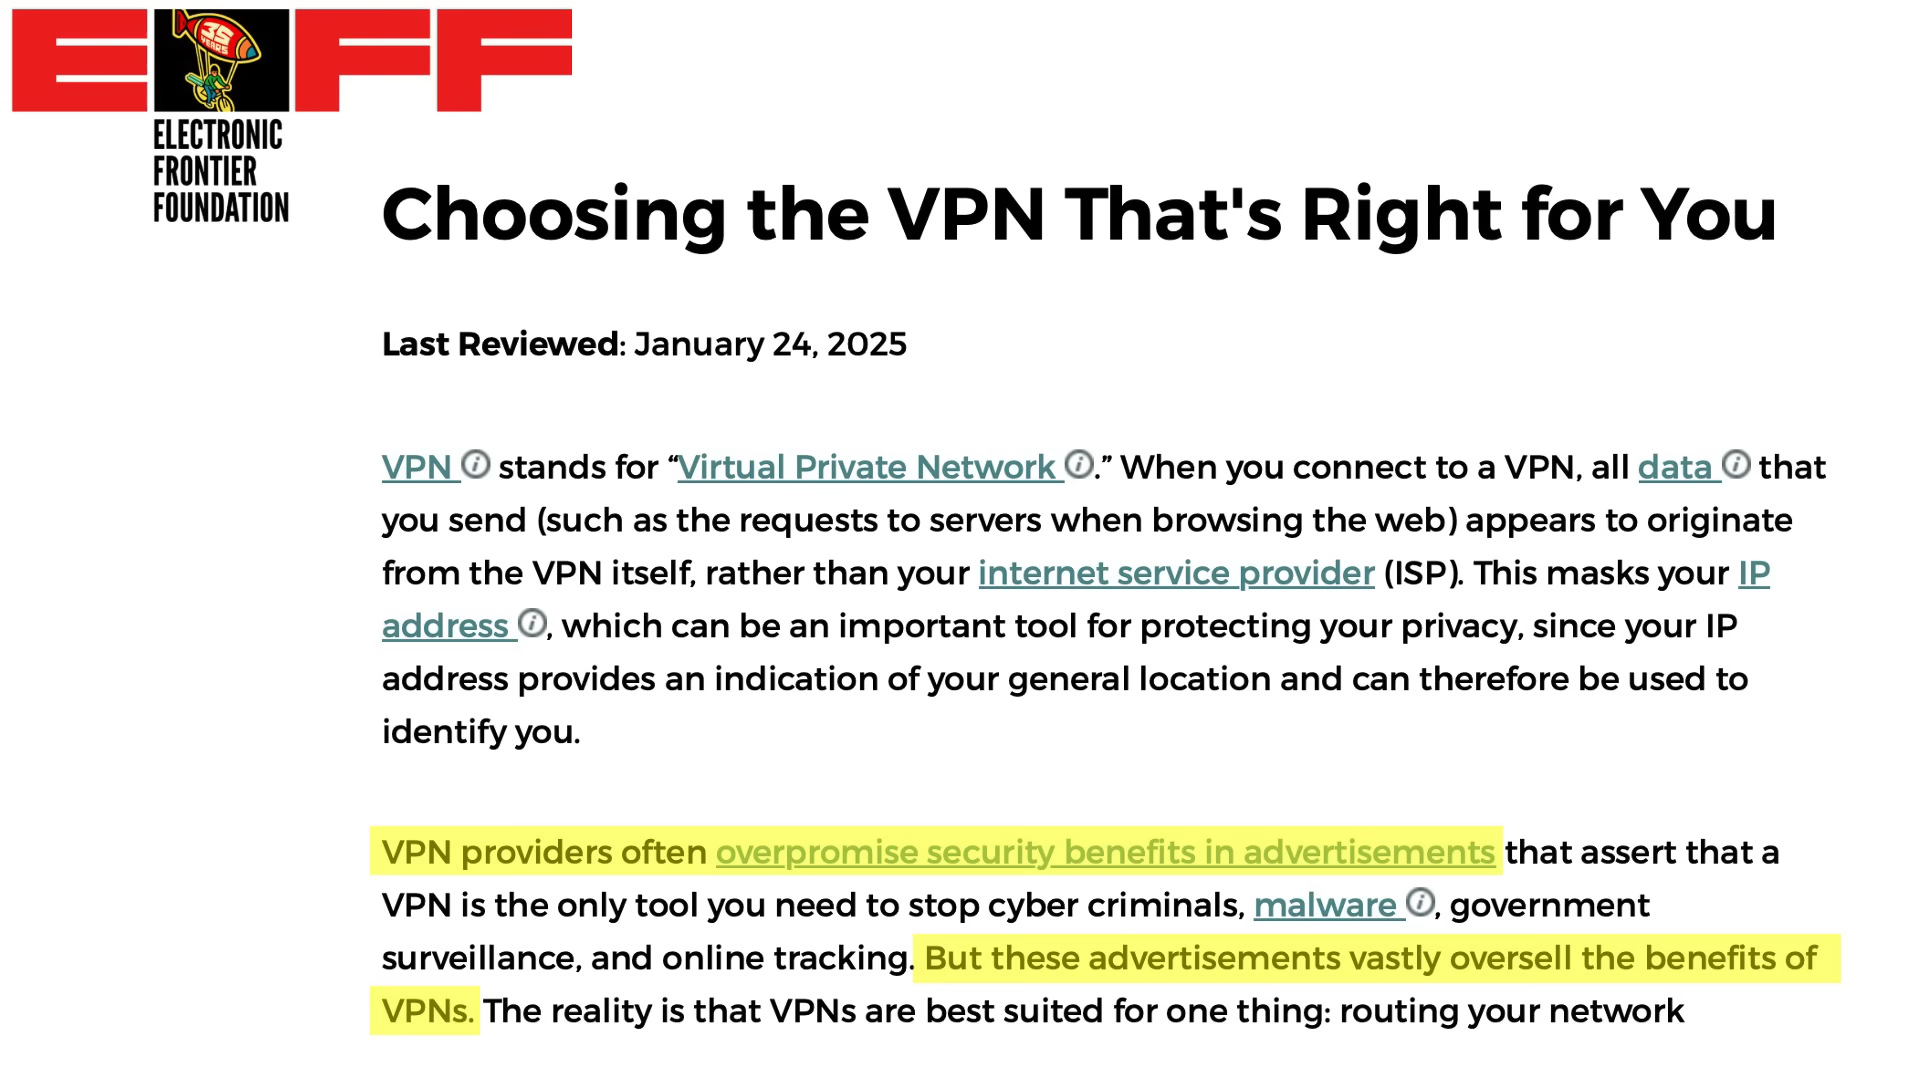 EFF
35
YEARS
ELECTRONIC
FRONTIER
FOUNDATION
Choosing the VPN That's Right for You
Last Reviewed: January 24, 2025
VPN stands for “Virtual Private Network.” When you connect to a VPN, all data that
you send (such as the requests to servers when browsing the web) appears to originate
from the VPN itself, rather than your internet service provider (ISP). This masks your IP
address, which can be an important tool for protecting your privacy, since your IP
address provides an indication of your general location and can therefore be used to
identify you.
VPN providers often overpromise security benefits in advertisements that assert that a
VPN is the only tool you need to stop cyber criminals, malware, government
surveillance, and online tracking. But these advertisements vastly oversell the benefits of
VPNs. The reality is that VPNs are best suited for one thing: routing your network